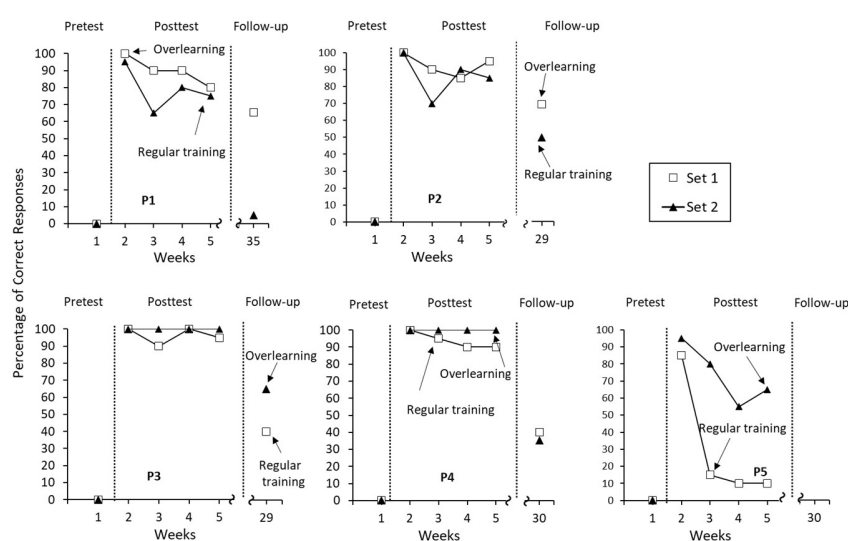 Pretest Posttest Follow-up
Overlearning
100
90
80
70
60
50
40
30
20
10
0
Regular training
P1
1 2 3 4 5 35
Weeks
Pretest Posttest Follow-up
100
90
80
70
60
50
40
30
20
10
0
Overlearning
Regular training
P2
1 2 3 4 5 29
Weeks
Set 1
Set 2
Percentage of Correct Responses
Pretest Posttest Follow-up
100
90
80
70
60
50
40
30
20
10
0
Overlearning
Regular
training
P3
1 2 3 4 5 29
Weeks
Pretest Posttest Follow-up
100
90
80
70
60
50
40
30
20
10
0
Overlearning
Regular training
P4
1 2 3 4 5 30
Weeks
Pretest Posttest Follow-up
100
90
80
70
60
50
40
30
20
10
0
Overlearning
Regular training
P5
1 2 3 4 5 30
Weeks